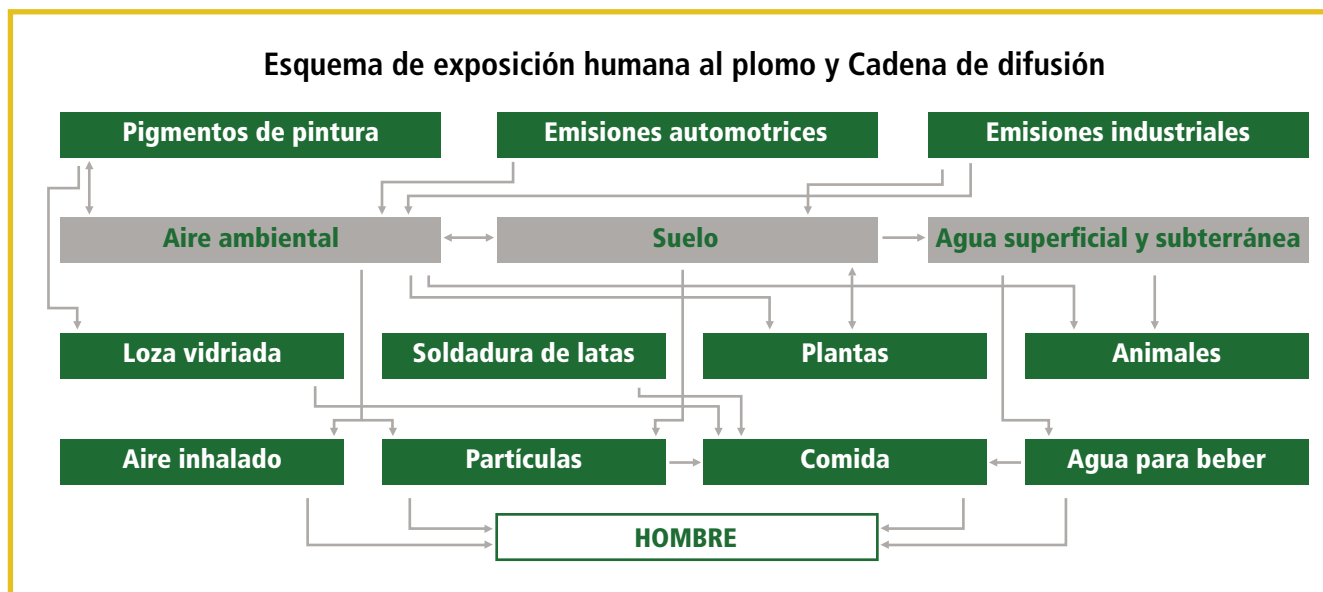 Esquema de exposición humana al plomo y Cadena de difusión
Pigmentos de pintura
Emisiones automotrices
Emisiones industriales
Aire ambiental
Suelo
Agua superficial y subterránea
Loza vidriada
Soldadura de latas
Plantas
Animales
Aire inhalado
Partículas
Comida
Agua para beber
HOMBRE